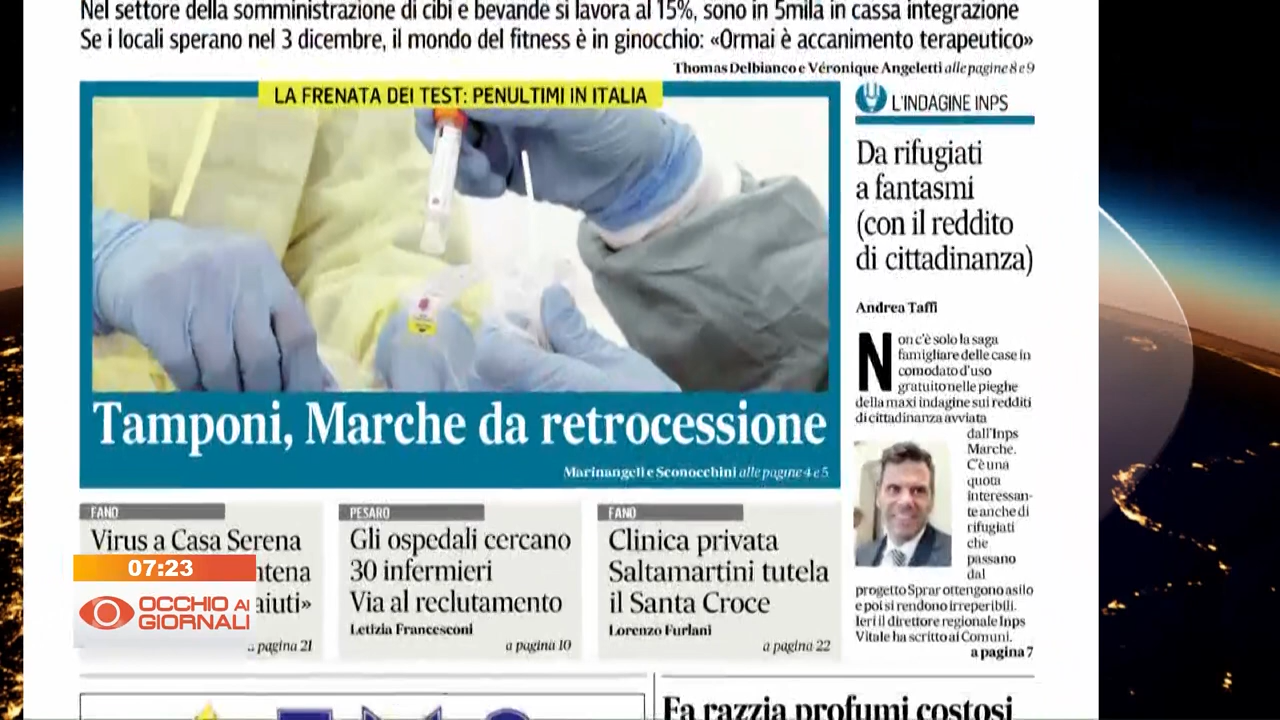 Nel settore della somministrazione di cibi e bevande si lavora al 15%, sono in 5mila in cassa integrazione
Se i locali sperano nel 3 dicembre, il mondo del fitness è in ginocchio: «Ormai è accanimento terapeutico»
Thomas Delbianco e Véronique Angeletti alle pagine 8 e 9
LA FRENATA DEI TEST: PENULTIMI IN ITALIA
Tamponi, Marche da retrocessione
Marinangeli e Sconocchini alle pagine 4 e 5
L'INDAGINE INPS
Da rifugiati
a fantasmi
(con il reddito
di cittadinanza)
Andrea Taffi
Non c'è solo la saga
famigliare delle case in
comodato d'uso
gratuito nelle pieghe
della maxi indagine sui redditi
di cittadinanza avviata
dall'Inps
Marche.
C'è una
quota
interessan-
te anche di
rifugiati
che
passano
dal
progetto Sprar ottengono asilo
e poi si rendono irreperibili.
Ieri il direttore regionale Inps
Vitale ha scritto ai Comuni.
a pagina 7
FANO
Virus a Casa Serena
ntena
aiuti»
a pagina 21
PESARO
Gli ospedali cercano
30 infermieri
Via al reclutamento
Letizia Francesconi
a pagina 10
FANO
Clinica privata
Saltamartini tutela
il Santa Croce
Lorenzo Furlani
a pagina 22
07:23
OCCHIO AI
GIORNALI
Fa razzia profumi costosi